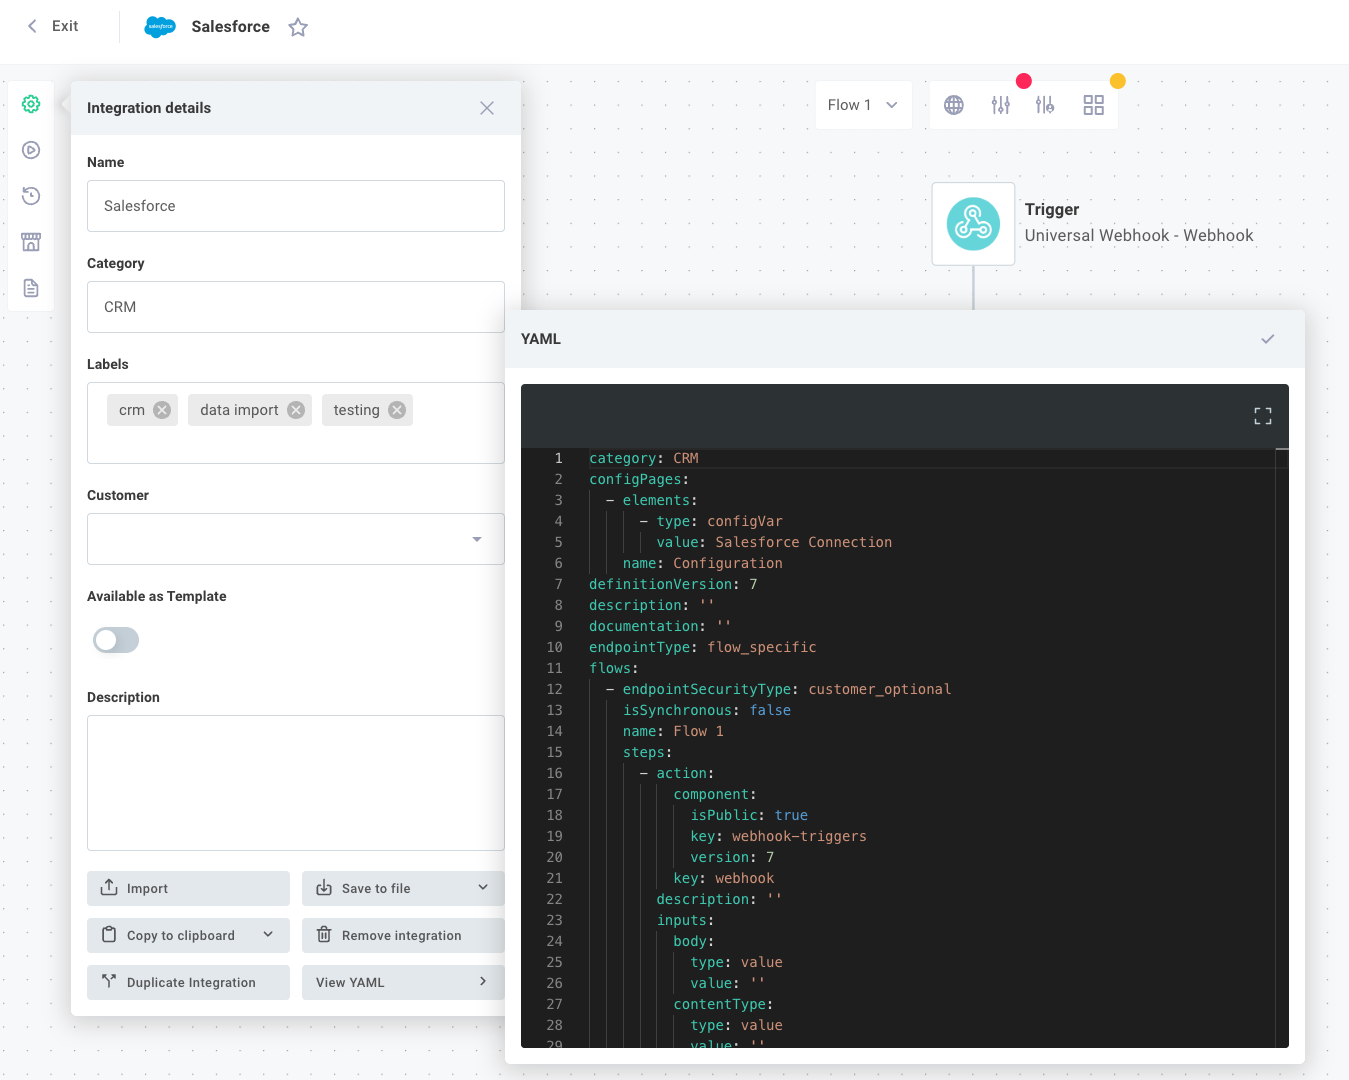 Exit
salesforce
Salesforce
Integration details
Flow 1
Name
Salesforce
Trigger
Universal Webhook - Webhook
Category
CRM
Labels
crm
data import
testing
Customer
Available as Template
Description
Import
Save to file
Copy to clipboard
Remove integration
Duplicate Integration
View YAML
YAML
1 category: CRM
2 configPages:
3 - elements:
4 - type: configVar
5 value: Salesforce Connection
6 name: Configuration
7 definitionVersion: 7
8 description: ''
9 documentation: ''
10 endpointType: flow_specific
11 flows:
12 - endpointSecurityType: customer_optional
13 isSynchronous: false
14 name: Flow 1
15 steps:
16 - action:
17 component:
18 isPublic: true
19 key: webhook-triggers
20 version: 7
21 key: webhook
22 description: ''
23 inputs:
24 body:
25 type: value
26 value: ''
27 contentType:
28 type: value
29 value: ''